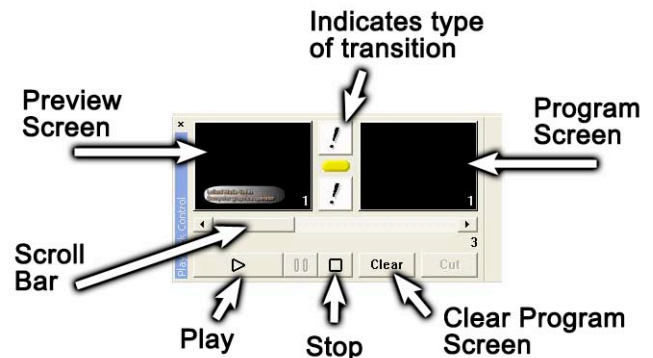 Indicates type
of transition
Preview
Screen
Program
Screen
×
1
1
Control
3
Scroll
Bar
Clear
Cut
Play
Stop
Clear Program
Screen